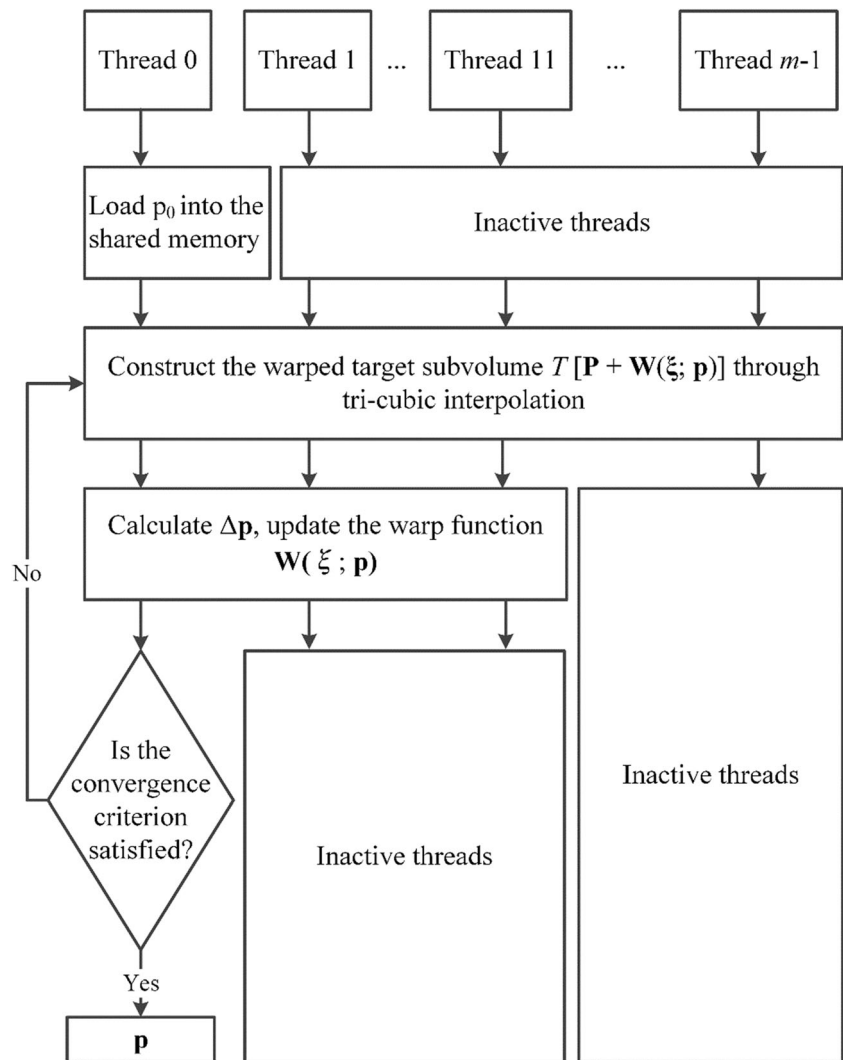 Thread 0
Thread 1
...
Thread 11
...
Thread m-1
Load p₀ into the
shared memory
Inactive threads
Construct the warped target subvolume T [P + W(ξ; p)] through
tri-cubic interpolation
Calculate Δp, update the warp function
W( ξ ; p)
No
Is the
convergence
criterion
satisfied?
Inactive threads
Inactive threads
Yes
p